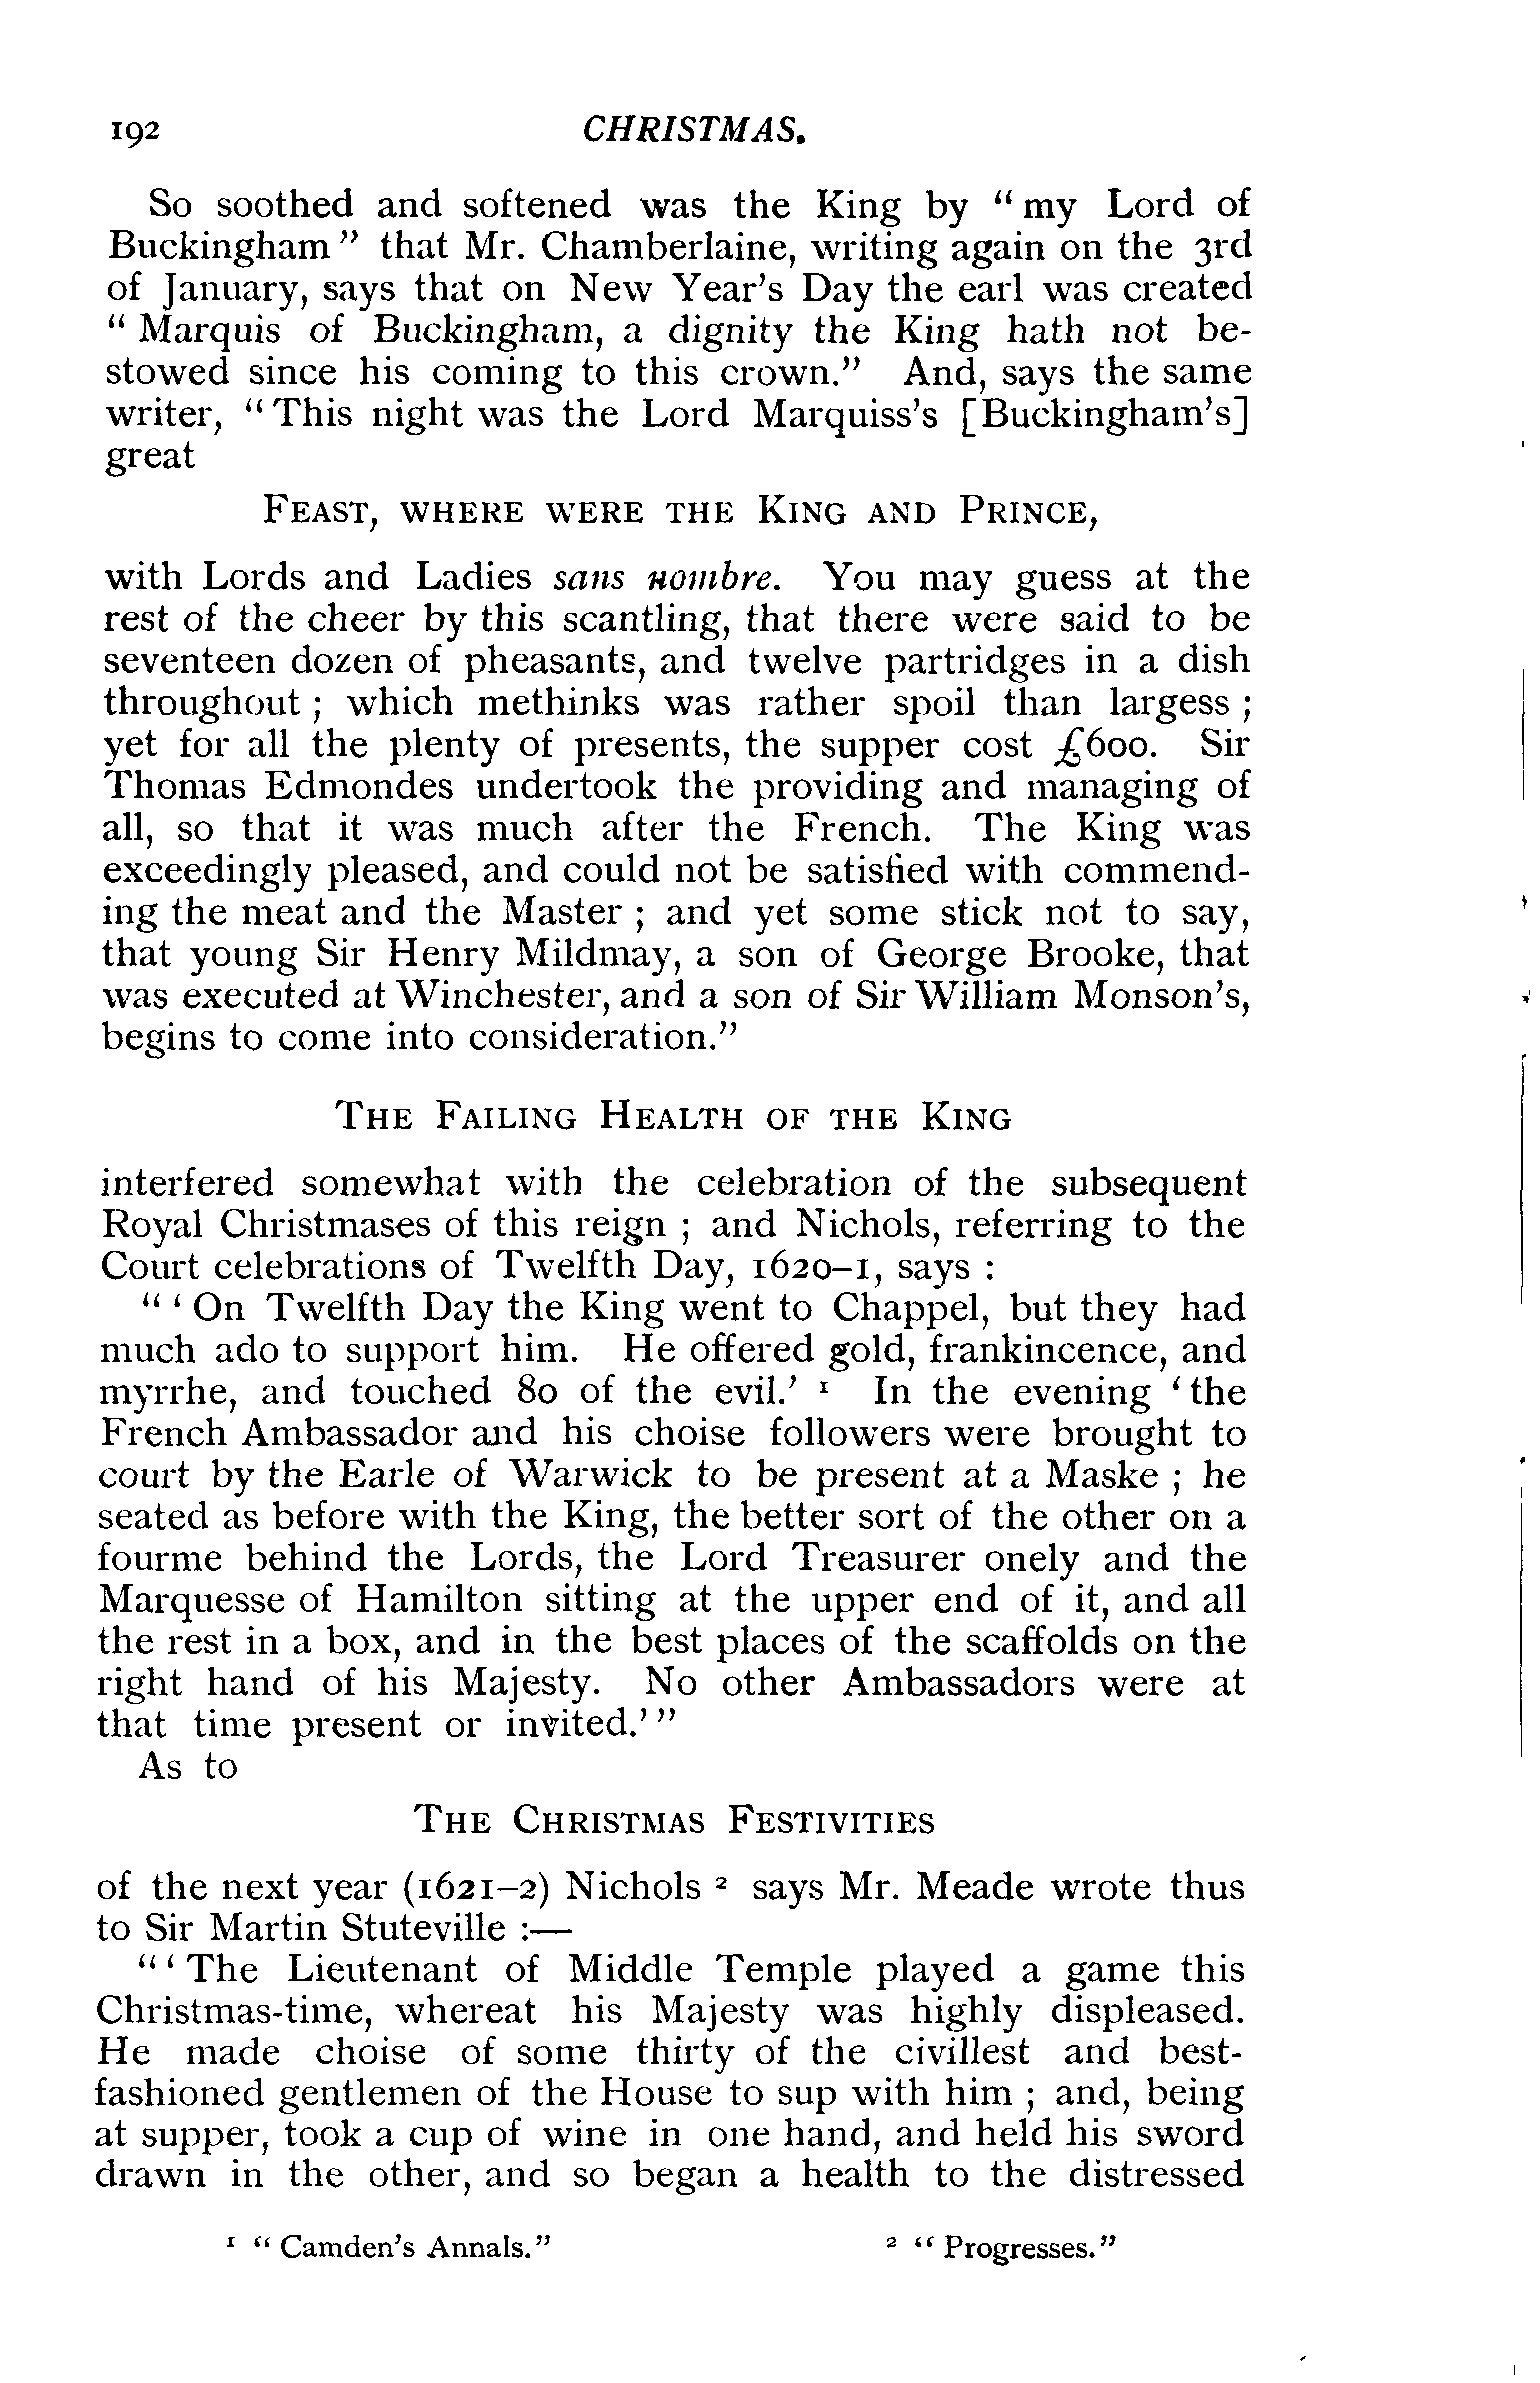 192 CHRISTMAS.
So soothed and softened was the King by " my Lord of
Buckingham " that Mr. Chamberlaine, writing again on the 3rd
of January, says that on New Year's Day the earl was created
" Marquis of Buckingham, a dignity the King hath not be-
stowed since his coming to this crown." And, says the same
writer, " This night was the Lord Marquiss's [Buckingham's]
great
FEAST, WHERE WERE THE KING AND PRINCE,
with Lords and Ladies sans nombre. You may guess at the
rest of the cheer by this scantling, that there were said to be
seventeen dozen of pheasants, and twelve partridges in a dish
throughout ; which methinks was rather spoil than largess ;
yet for all the plenty of presents, the supper cost £600. Sir
Thomas Edmondes undertook the providing and managing of
all, so that it was much after the French. The King was
exceedingly pleased, and could not be satisfied with commend-
ing the meat and the Master ; and yet some stick not to say,
that young Sir Henry Mildmay, a son of George Brooke, that
was executed at Winchester, and a son of Sir William Monson's,
begins to come into consideration."
THE FAILING HEALTH OF THE KING
interfered somewhat with the celebration of the subsequent
Royal Christmases of this reign ; and Nichols, referring to the
Court celebrations of Twelfth Day, 1620–1, says :
" ' On Twelfth Day the King went to Chappel, but they had
much ado to support him. He offered gold, frankincence, and
myrrhe, and touched 80 of the evil.' ¹ In the evening ' the
French Ambassador and his choise followers were brought to
court by the Earle of Warwick to be present at a Maske ; he
seated as before with the King, the better sort of the other on a
fourme behind the Lords, the Lord Treasurer onely and the
Marquesse of Hamilton sitting at the upper end of it, and all
the rest in a box, and in the best places of the scaffolds on the
right hand of his Majesty. No other Ambassadors were at
that time present or invited.' "
As to
THE CHRISTMAS FESTIVITIES
of the next year (1621–2) Nichols ² says Mr. Meade wrote thus
to Sir Martin Stuteville :—
" ' The Lieutenant of Middle Temple played a game this
Christmas-time, whereat his Majesty was highly displeased.
He made choise of some thirty of the civillest and best-
fashioned gentlemen of the House to sup with him ; and, being
at supper, took a cup of wine in one hand, and held his sword
drawn in the other, and so began a health to the distressed
¹ " Camden's Annals." ² " Progresses."